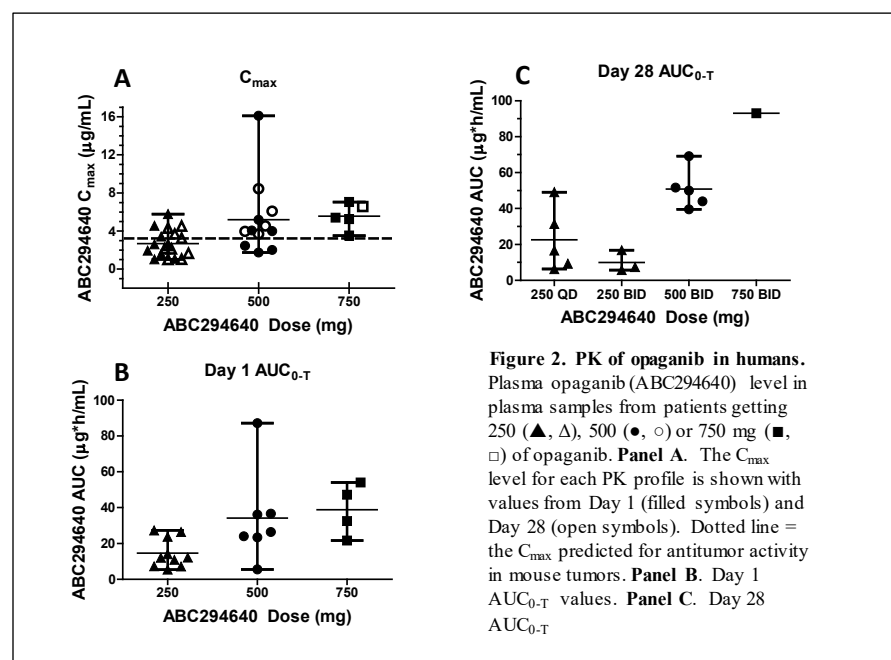 A
Cmax
ABC294640 Cmax (µg/mL)
16
12
8
4
0
250
500
750
ABC294640 Dose (mg)
B
Day 1 AUC0-T
ABC294640 AUC (µg*h/mL)
100
80
60
40
20
0
250
500
750
ABC294640 Dose (mg)
C
Day 28 AUC0-T
ABC294640 AUC (µg*h/mL)
100
80
60
40
20
0
250 QD
250 BID
500 BID
750 BID
ABC294640 Dose (mg)
Figure 2. PK of opaganib in humans.
Plasma opaganib (ABC294640) level in
plasma samples from patients getting
250 (▲, Δ), 500 (●, ○) or 750 mg (■,
□) of opaganib. Panel A. The Cmax
level for each PK profile is shown with
values from Day 1 (filled symbols) and
Day 28 (open symbols). Dotted line =
the Cmax predicted for antitumor activity
in mouse tumors. Panel B. Day 1
AUC0-T values. Panel C. Day 28
AUC0-T